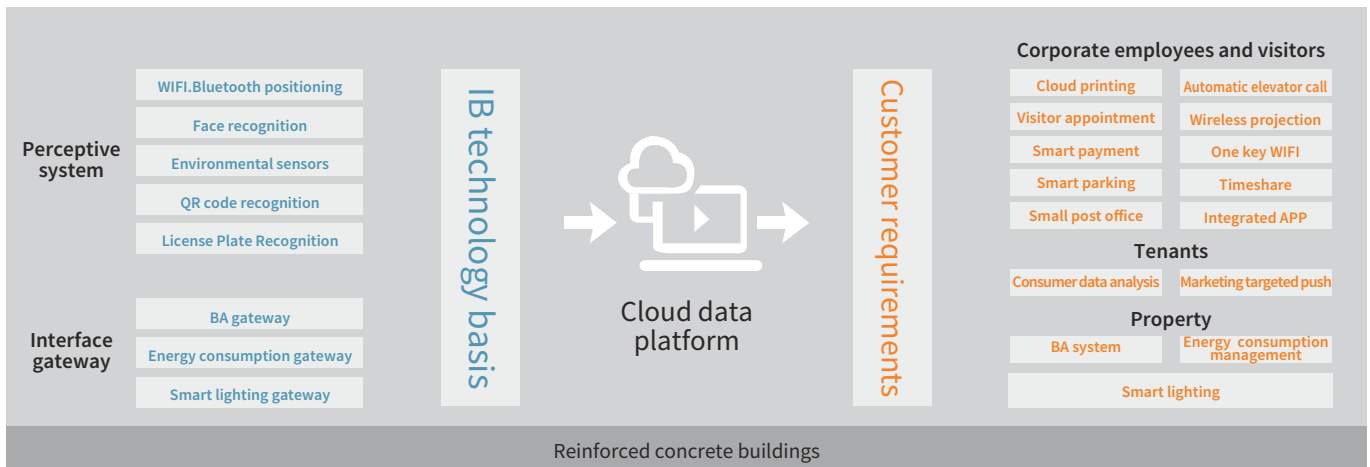 Perceptive
system
WIFI.Bluetooth positioning
Face recognition
Environmental sensors
QR code recognition
License Plate Recognition
Interface
gateway
BA gateway
Energy consumption gateway
Smart lighting gateway
IB technology basis
Cloud data
platform
Customer requirements
Corporate employees and visitors
Cloud printing
Automatic elevator call
Visitor appointment
Wireless projection
Smart payment
One key WIFI
Smart parking
Timeshare
Small post office
Integrated APP
Tenants
Consumer data analysis
Marketing targeted push
Property
BA system
Energy consumption
management
Smart lighting
Reinforced concrete buildings